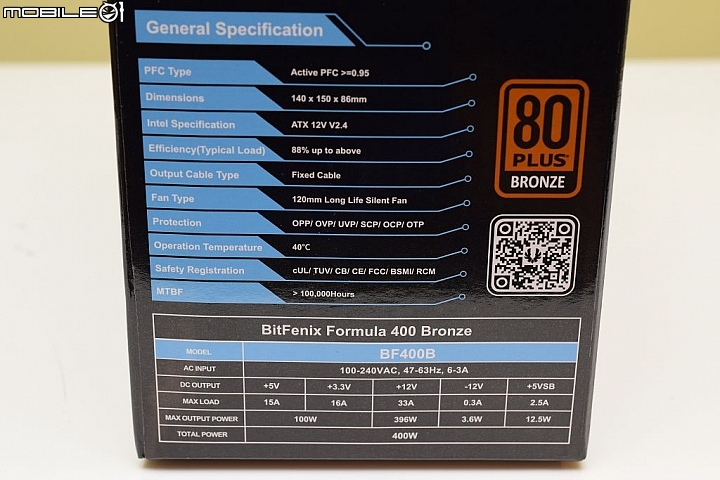 MOBILE01
General Specification
PFC Type Active PFC >=0.95
Dimensions 140 x 150 x 86mm
Intel Specification ATX 12V V2.4
Efficiency(Typical Load) 88% up to above
Output Cable Type Fixed Cable
Fan Type 120mm Long Life Silent Fan
Protection OPP/ OVP/ UVP/ SCP/ OCP/ OTP
Operation Temperature 40℃
Safety Registration cUL/ TUV/ CB/ CE/ FCC/ BSMI/ RCM
MTBF > 100,000Hours
80
PLUS
BRONZE
BitFenix Formula 400 Bronze
MODEL BF400B
AC INPUT 100-240VAC, 47-63Hz, 6-3A
DC OUTPUT +5V +3.3V +12V -12V +5VSB
MAX LOAD 15A 16A 33A 0.3A 2.5A
MAX OUTPUT POWER 100W 396W 3.6W 12.5W
TOTAL POWER 400W